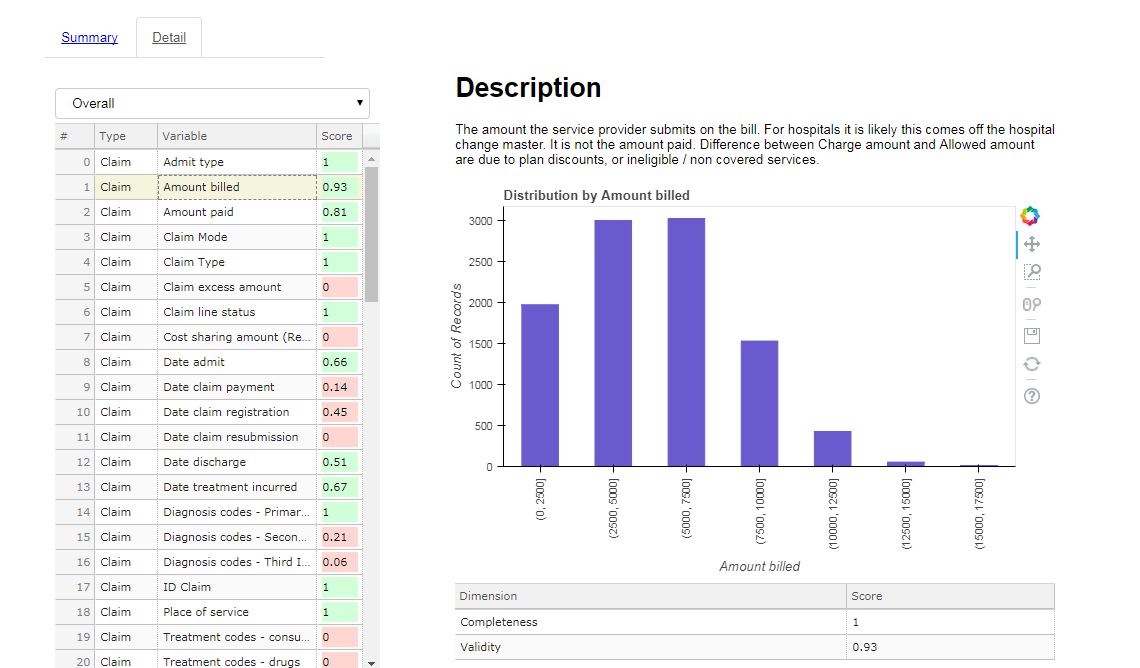 Summary Detail
Overall
# Type Variable Score
0 Claim Admit type 1
1 Claim Amount billed 0.93
2 Claim Amount paid 0.81
3 Claim Claim Mode 1
4 Claim Claim Type 1
5 Claim Claim excess amount 0
6 Claim Claim line status 1
7 Claim Cost sharing amount (Re... 0
8 Claim Date admit 0.66
9 Claim Date claim payment 0.14
10 Claim Date claim registration 0.45
11 Claim Date claim resubmission 0
12 Claim Date discharge 0.51
13 Claim Date treatment incurred 0.67
14 Claim Diagnosis codes - Primar... 1
15 Claim Diagnosis codes - Secon... 0.21
16 Claim Diagnosis codes - Third I... 0.06
17 Claim ID Claim 1
18 Claim Place of service 1
19 Claim Treatment codes - consu... 0
20 Claim Treatment codes - drugs 0
Description
The amount the service provider submits on the bill. For hospitals it is likely this comes off the hospital
change master. It is not the amount paid. Difference between Charge amount and Allowed amount
are due to plan discounts, or ineligible / non covered services.
Distribution by Amount billed
Count of Records
3000
2500
2000
1500
1000
500
0
(0, 2500]
(2500, 5000]
(5000, 7500]
(7500, 10000]
(10000, 12500]
(12500, 15000]
(15000, 17500]
Amount billed
Dimension Score
Completeness 1
Validity 0.93